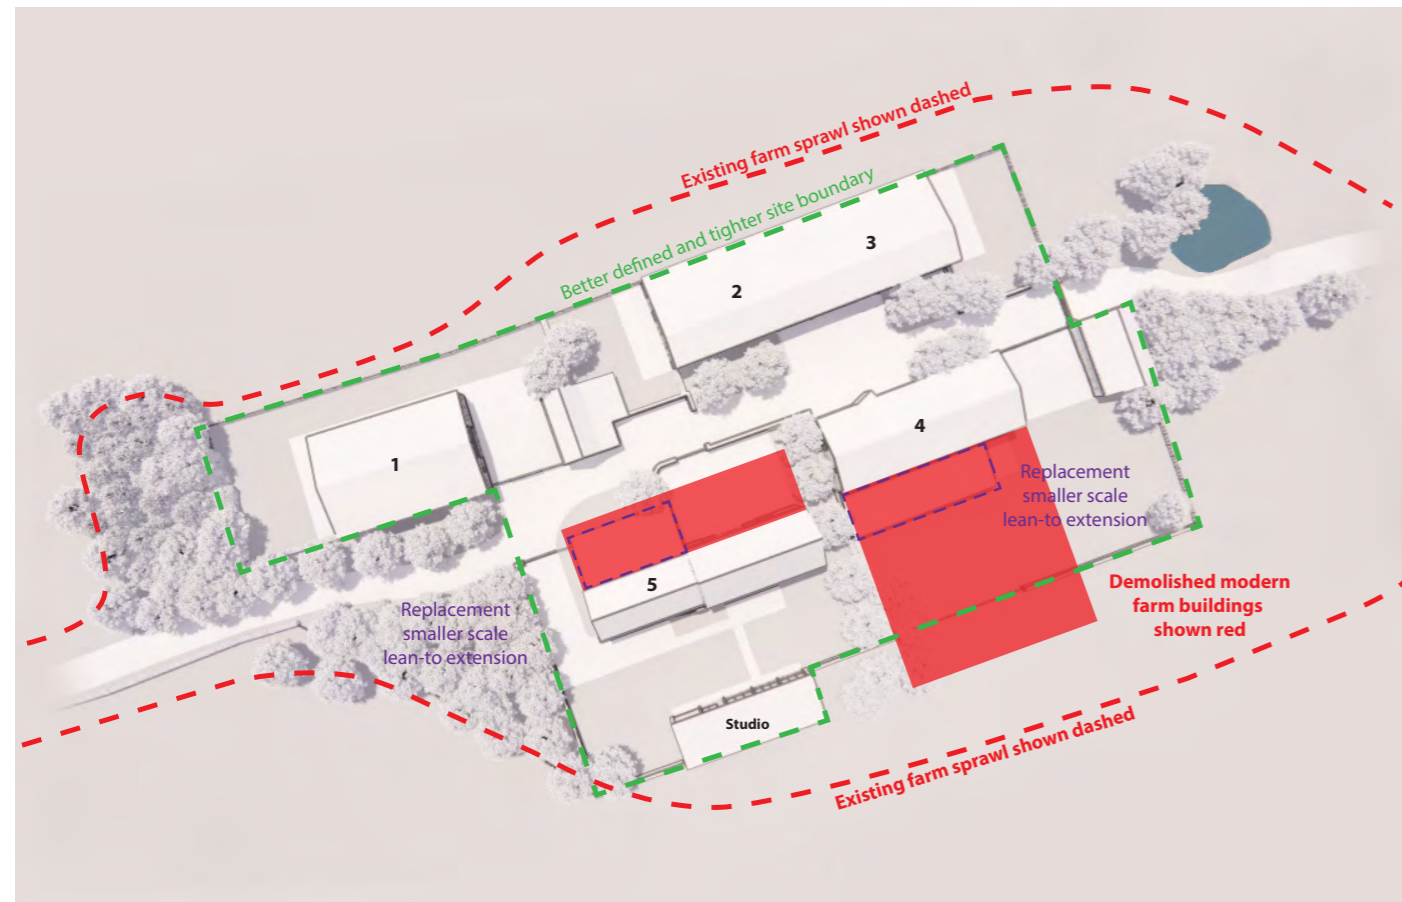 Existing farm sprawl shown dashed
Better defined and tighter site boundary
3
2
4
1
Replacement
smaller scale
lean-to extension
5
Replacement
smaller scale
lean-to extension
Demolished modern
farm buildings
shown red
Studio
Existing farm sprawl shown dashed